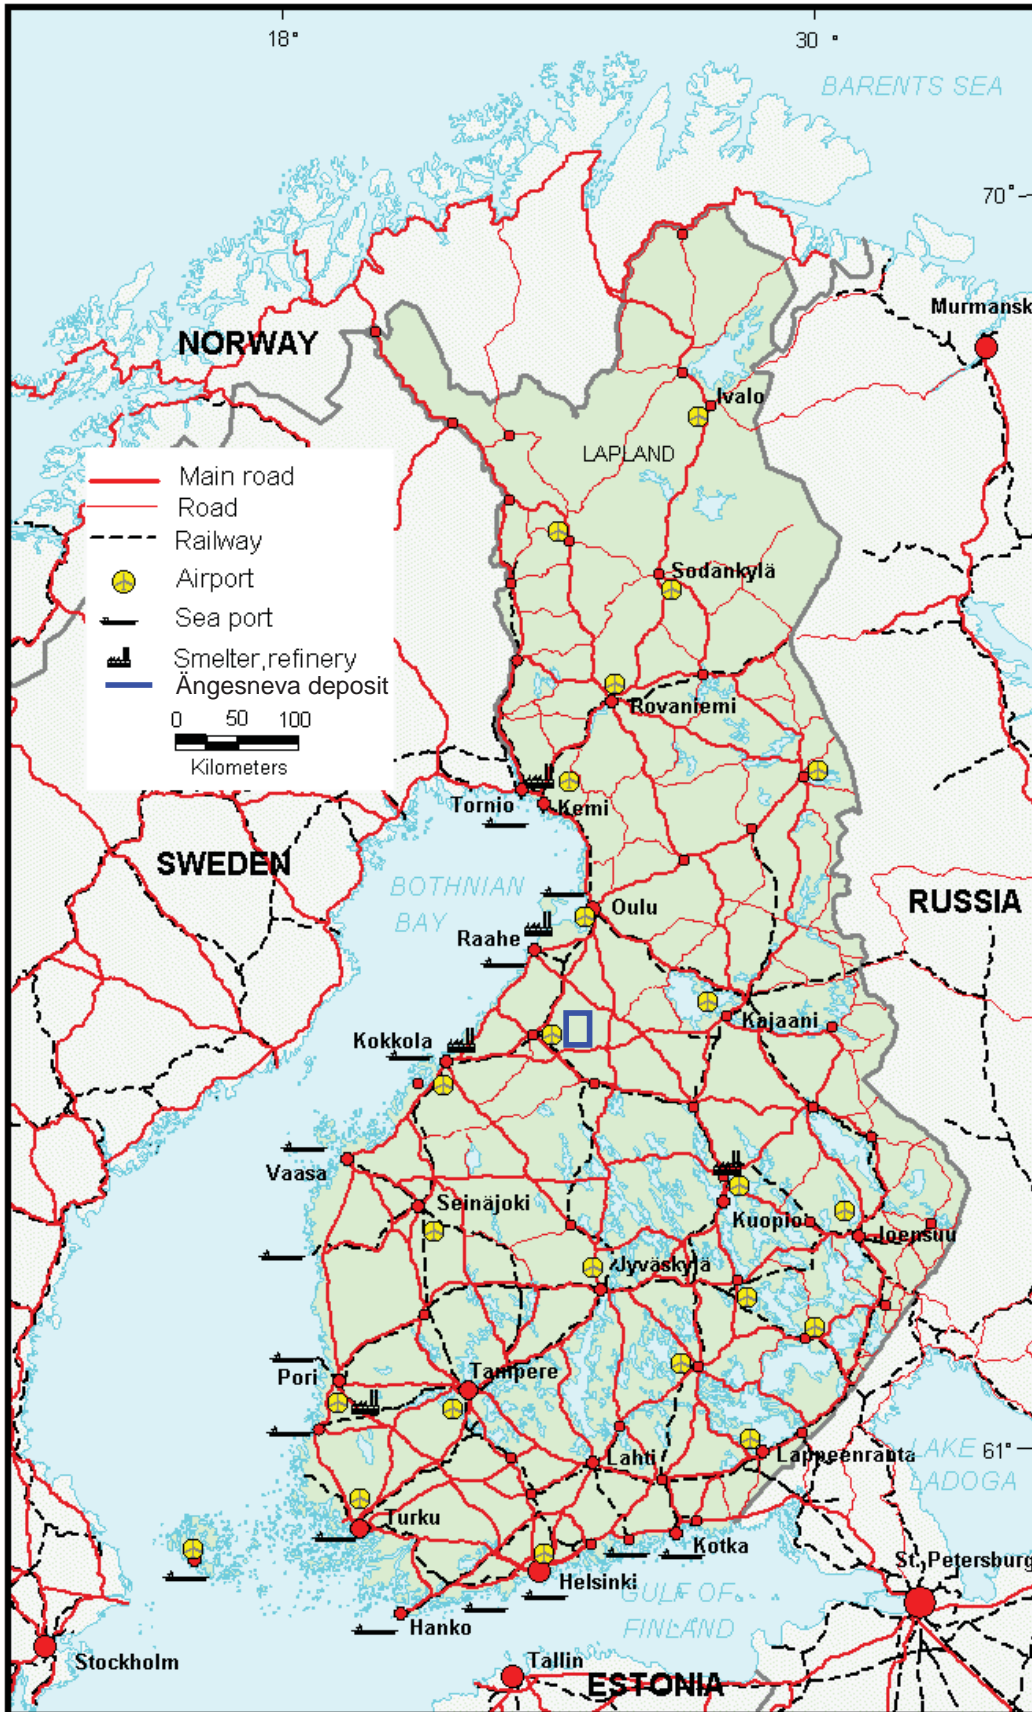 18°
30 °
BARENTS SEA
70°
Murmansk
NORWAY
Ivalo
LAPLAND
Main road
Road
Railway
Airport
Sea port
Smelter,refinery
Ängesneva deposit
0 50 100
Kilometers
Sodankylä
Rovaniemi
Tornio
Kemi
SWEDEN
BOTHNIAN
BAY
Oulu
RUSSIA
Raahe
Kajaani
Kokkola
Vaasa
Seinäjoki
Kuopio
Joensuu
Jyväskylä
Pori
Tampere
Lahti
Lappeenranta
LAKE
61°
LADOGA
Turku
Kotka
Helsinki
St. Petersburg
GULF OF
FINLAND
Hanko
Stockholm
Tallin
ESTONIA